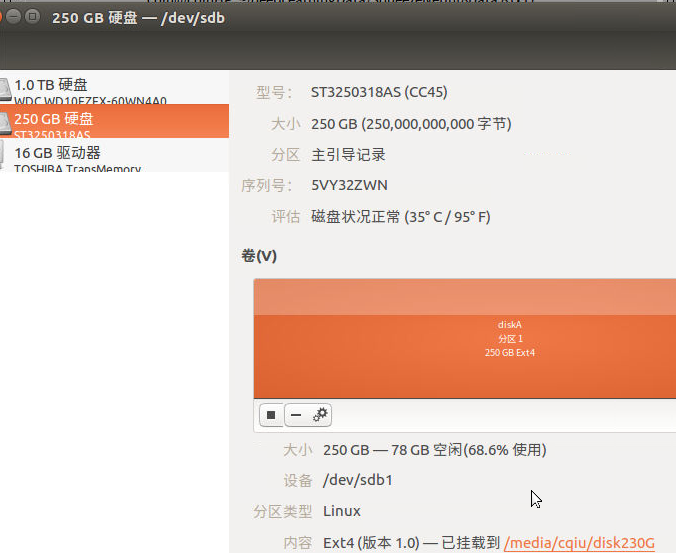 250 GB 硬盘 — /dev/sdb
1.0 TB 硬盘
WDC WD10EZEX-60WN4A0
250 GB 硬盘
ST3250318AS
16 GB 驱动器
TOSHIBA TransMemory
型号： ST3250318AS (CC45)
大小 250 GB (250,000,000,000 字节)
分区 主引导记录
序列号： 5VY32ZWN
评估 磁盘状况正常 (35° C / 95° F)
卷(V)
diskA
分区 1
250 GB Ext4
大小 250 GB — 78 GB 空闲(68.6% 使用)
设备 /dev/sdb1
分区类型 Linux
内容 Ext4 (版本 1.0) — 已挂载到 /media/cqiu/disk230G